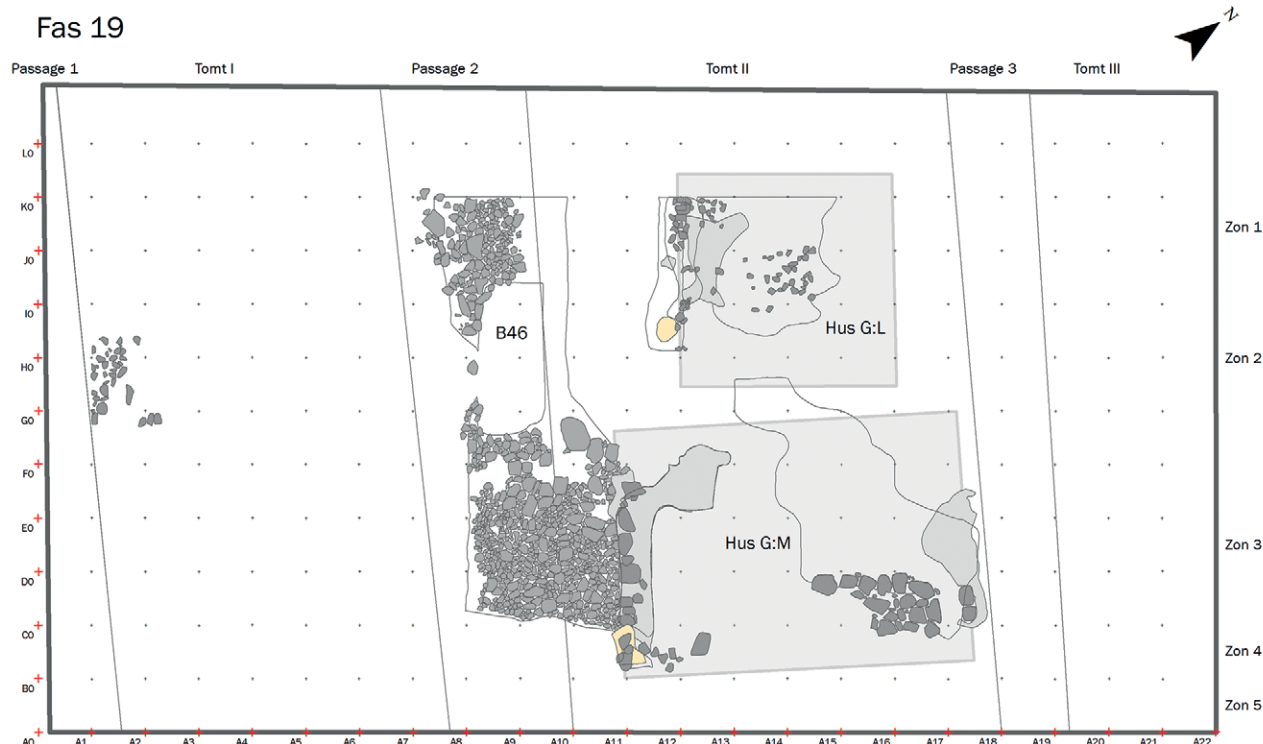 Fas 19
N
Passage 1 Tomt I Passage 2 Tomt II Passage 3 Tomt III
L0
K0
Zon 1
J0
I0
B46
Hus G:L
H0
Zon 2
G0
F0
E0
Hus G:M
Zon 3
D0
C0
Zon 4
B0
Zon 5
A0 A1 A2 A3 A4 A5 A6 A7 A8 A9 A10 A11 A12 A13 A14 A15 A16 A17 A18 A19 A20 A21 A22